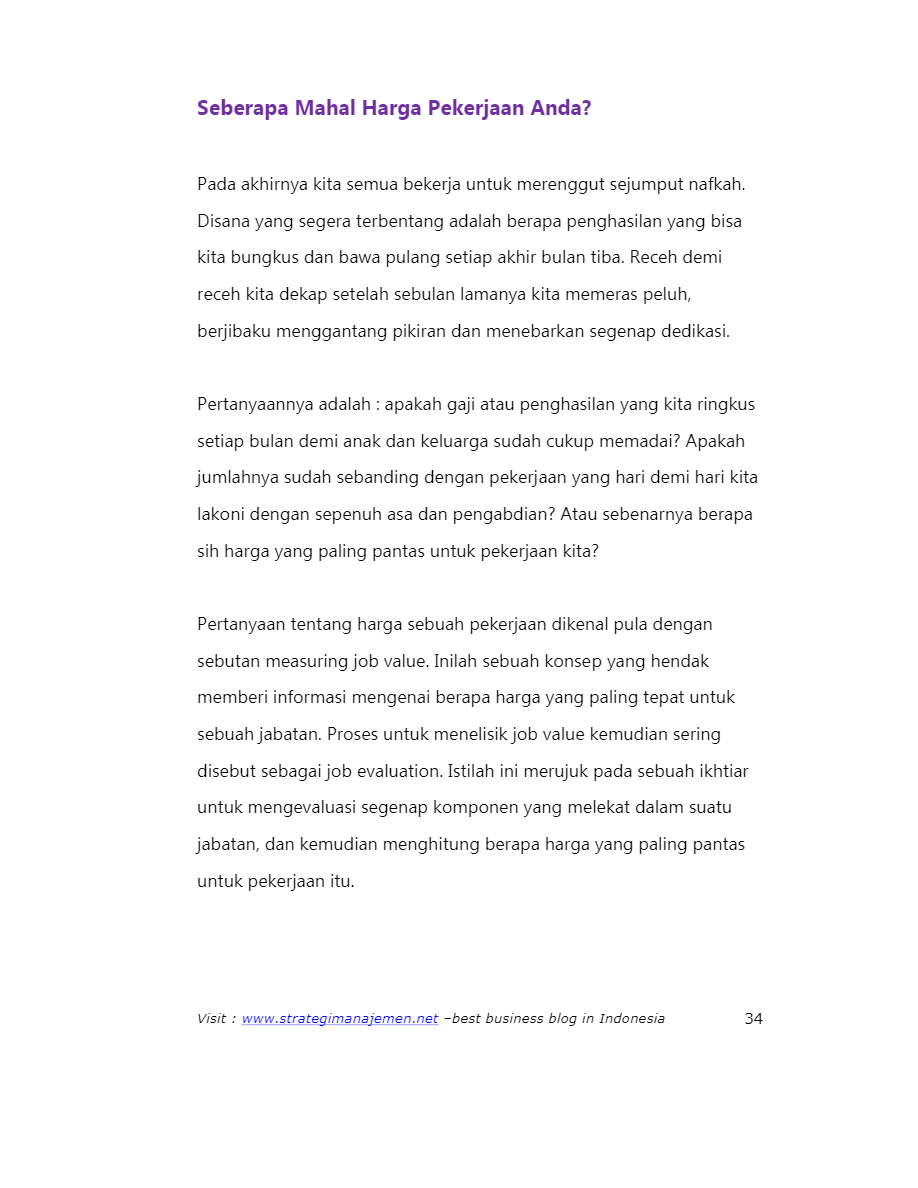 Seberapa Mahal Harga Pekerjaan Anda?
Pada akhirnya kita semua bekerja untuk merenggut sejumput nafkah.
Disana yang segera terbentang adalah berapa penghasilan yang bisa
kita bungkus dan bawa pulang setiap akhir bulan tiba. Receh demi
receh kita dekap setelah sebulan lamanya kita memeras peluh,
berjibaku menggantang pikiran dan menebarkan segenap dedikasi.
Pertanyaannya adalah : apakah gaji atau penghasilan yang kita ringkus
setiap bulan demi anak dan keluarga sudah cukup memadai? Apakah
jumlahnya sudah sebanding dengan pekerjaan yang hari demi hari kita
lakoni dengan sepenuh asa dan pengabdian? Atau sebenarnya berapa
sih harga yang paling pantas untuk pekerjaan kita?
Pertanyaan tentang harga sebuah pekerjaan dikenal pula dengan
sebutan measuring job value. Inilah sebuah konsep yang hendak
memberi informasi mengenai berapa harga yang paling tepat untuk
sebuah jabatan. Proses untuk menelisik job value kemudian sering
disebut sebagai job evaluation. Istilah ini merujuk pada sebuah ikhtiar
untuk mengevaluasi segenap komponen yang melekat dalam suatu
jabatan, dan kemudian menghitung berapa harga yang paling pantas
untuk pekerjaan itu.
Visit : www.strategimanajemen.net –best business blog in Indonesia 34